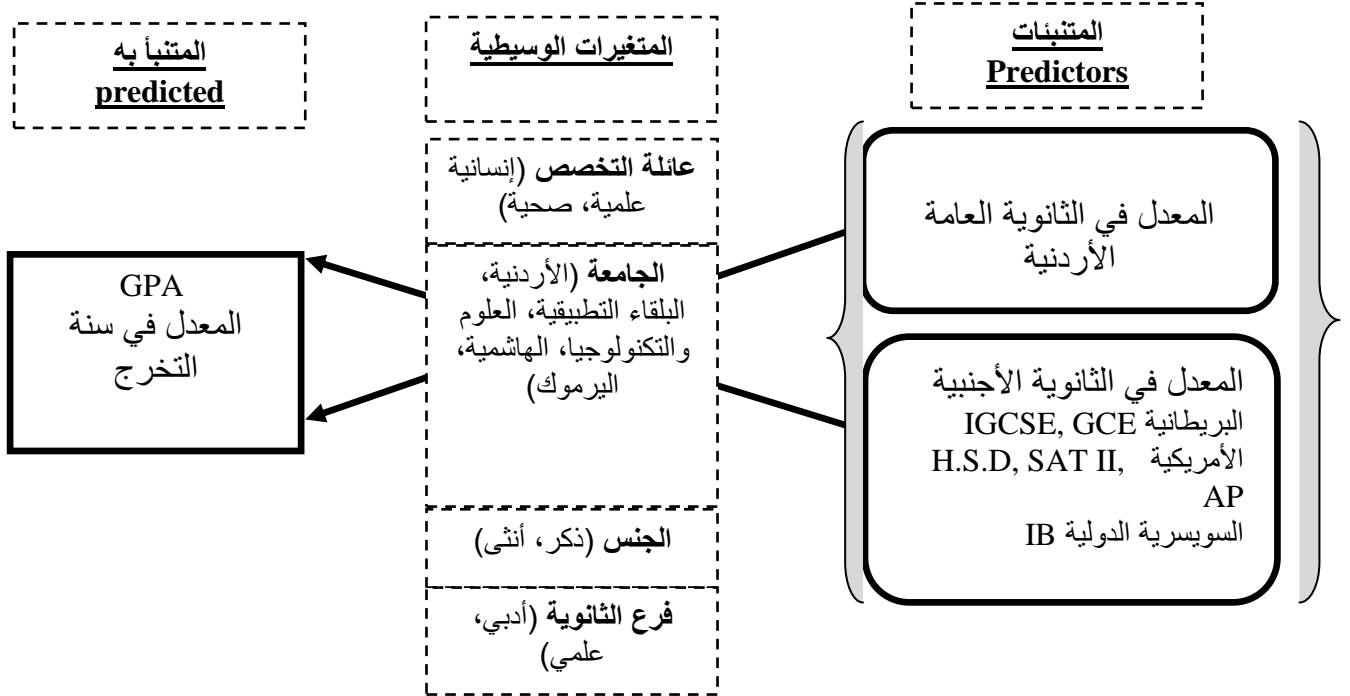 المتنبئات
Predictors
المتغيرات الوسيطية
المتنبأ به
predicted
المعدل في الثانوية العامة
الأردنية
المعدل في الثانوية الأجنبية
البريطانية IGCSE, GCE
الأمريكية H.S.D, SAT II,
AP
السويسرية الدولية IB
عائلة التخصص (إنسانية
علمية، صحية)
الجامعة (الأردنية،
البلقاء التطبيقية، العلوم
والتكنولوجيا، الهاشمية،
اليرموك)
الجنس (ذكر، أنثى)
فرع الثانوية (أدبي،
علمي)
GPA
المعدل في سنة
التخرج